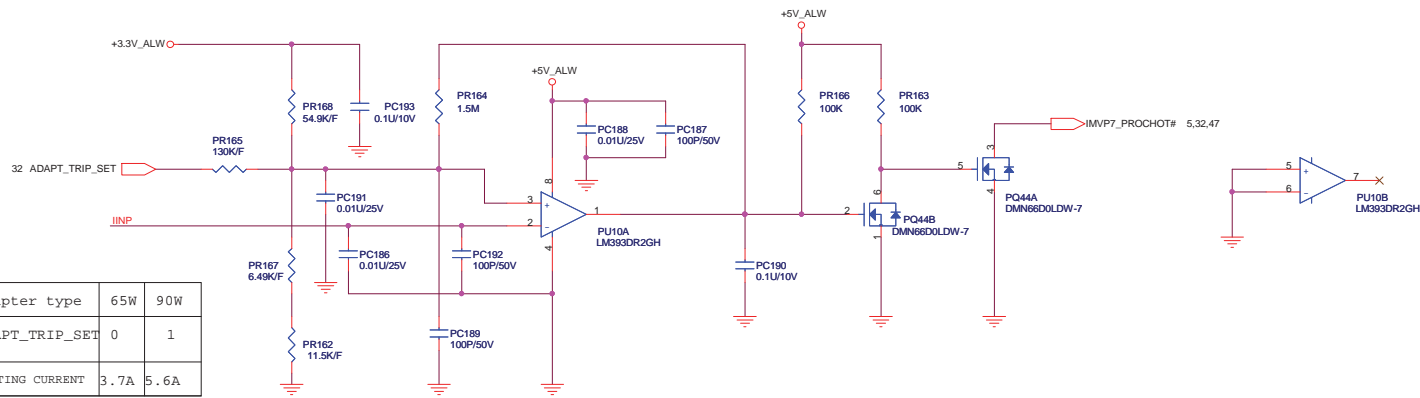 +5V_ALW
+3.3V_ALW
+5V_ALW
PR168
54.9K/F
PC193
0.1U/10V
PR164
1.5M
PR166
100K
PR163
100K
PC188
0.01U/25V
PC187
100P/50V
IMVP7_PROCHOT# 5,32,47
PR165
130K/F
32 ADAPT_TRIP_SET
3
5
4
PQ44A
DMN66D0LDW-7
5
6
+
-
7
PU10B
LM393DR2GH
PC191
0.01U/25V
8
3
2
+
-
1
4
PU10A
LM393DR2GH
6
2
1
PQ44B
DMN66D0LDW-7
IINP
PC186
0.01U/25V
PC192
100P/50V
PR167
6.49K/F
PC190
0.1U/10V
PC189
100P/50V
PR162
11.5K/F
pter type 65W 90W
APT_TRIP_SET 0 1
TING CURRENT 3.7A 5.6A